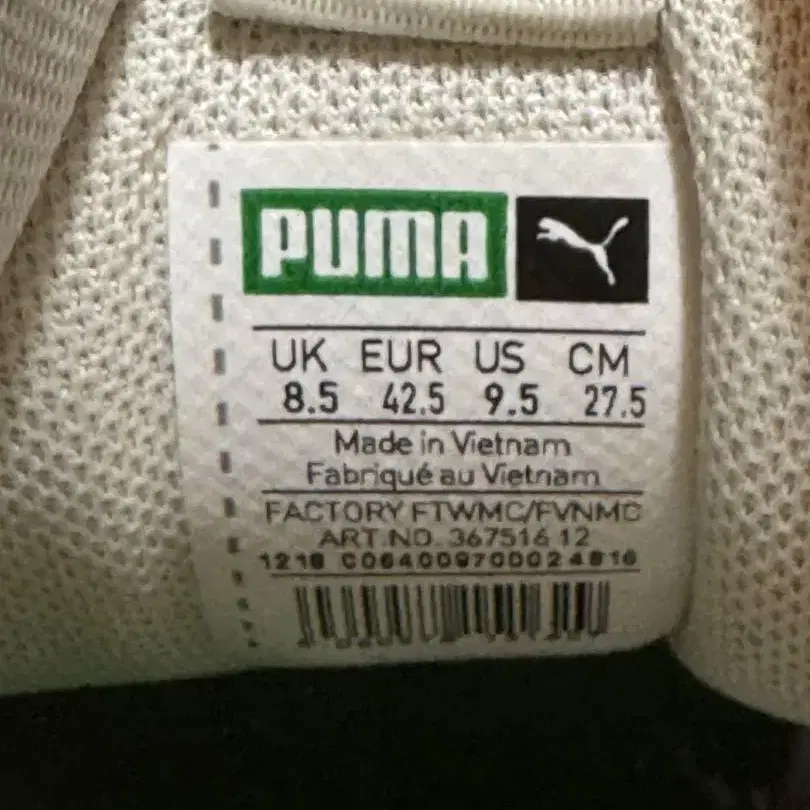 PUMA
UK EUR US CM
8.5 42.5 9.5 27.5
Made in Vietnam
Fabriqué au Vietnam
FACTORY FTWMC/FVNMC
ART NO. 367516 12
1218 C0640097000024816